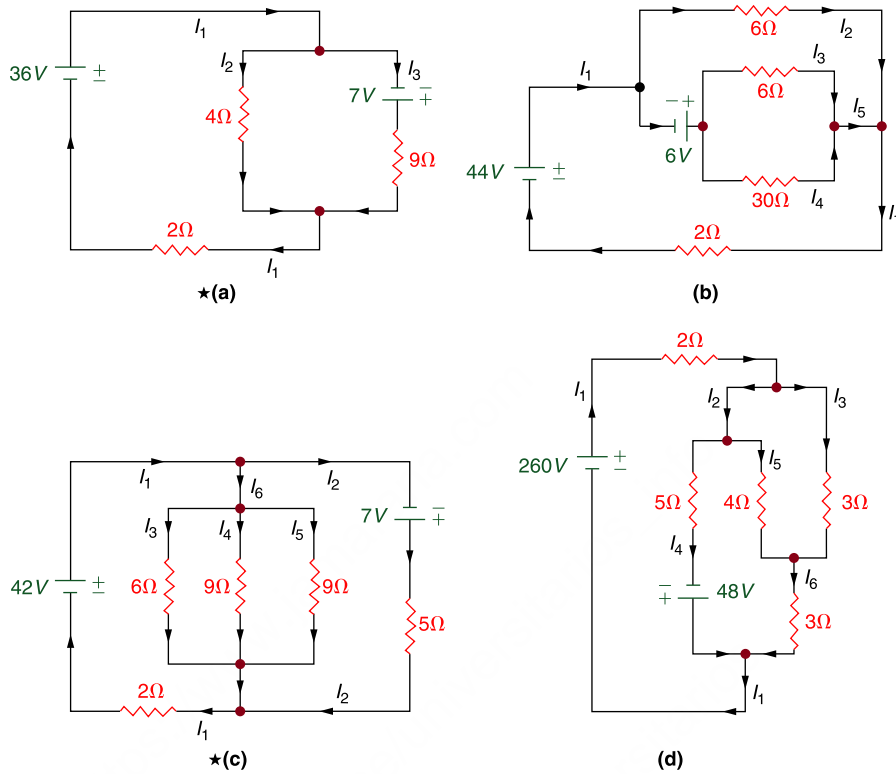 I₁
36V
±
I₂
I₃
7V
∓
4Ω
9Ω
2Ω
I₁
★(a)
6Ω
I₂
I₁
I₃
6Ω
− +
6V
I₅
44V
±
30Ω
I₄
2Ω
(b)
I₁
I₂
I₆
7V
∓
I₃
I₄
I₅
42V
±
6Ω
9Ω
9Ω
5Ω
2Ω
I₁
I₂
★(c)
2Ω
I₁
I₂
I₃
260V
±
I₅
5Ω
4Ω
3Ω
I₄
I₆
∓
48V
3Ω
I₁
(d)